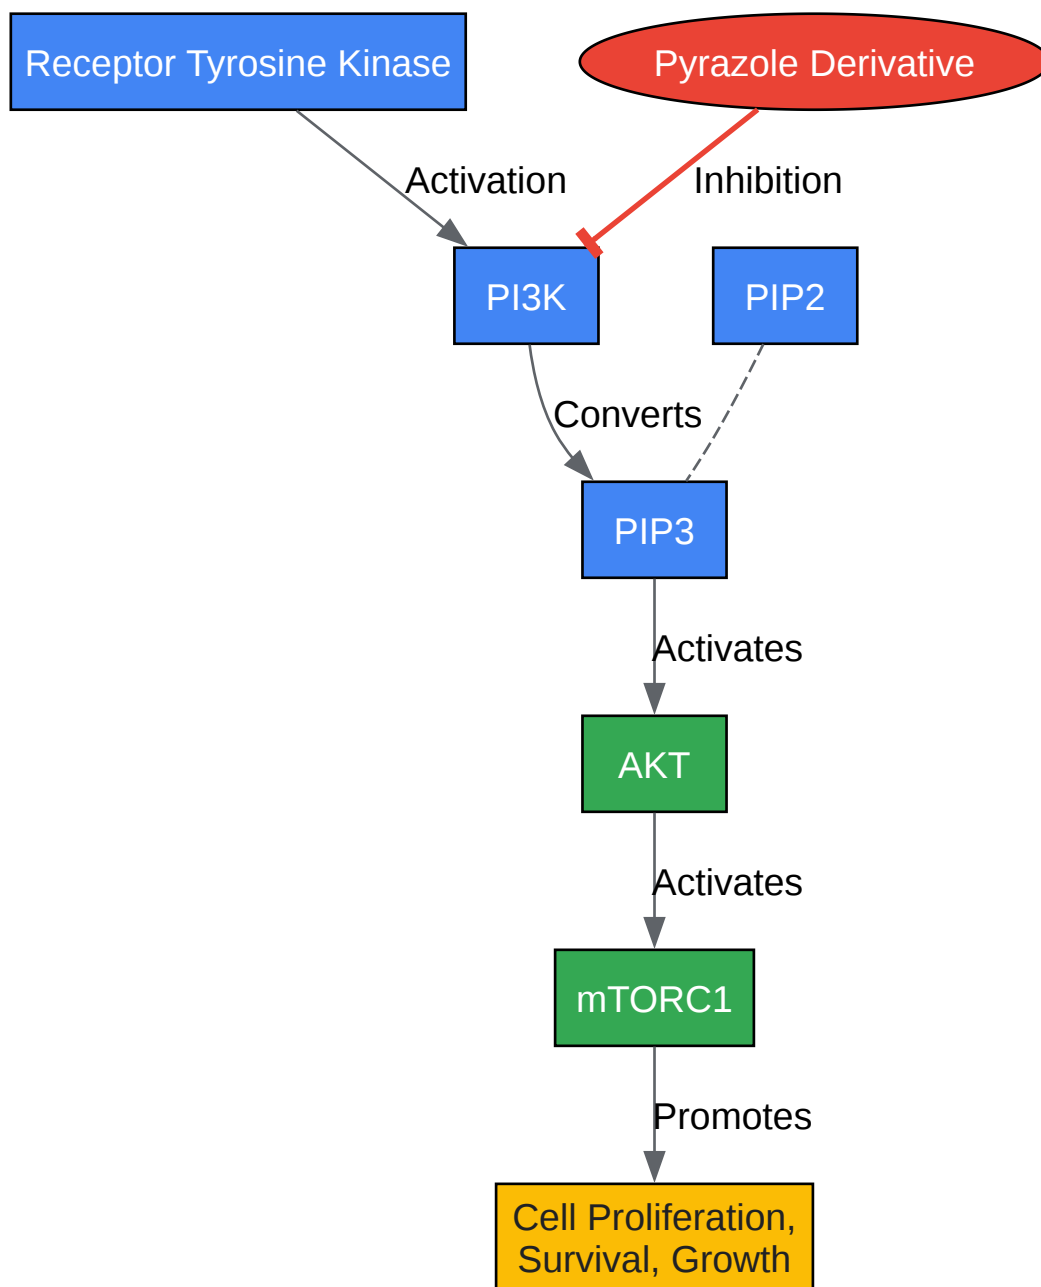 Receptor Tyrosine Kinase
Pyrazole Derivative
Activation
Inhibition
PI3K
PIP2
Converts
PIP3
Activates
AKT
Activates
mTORC1
Promotes
Cell Proliferation,
Survival, Growth